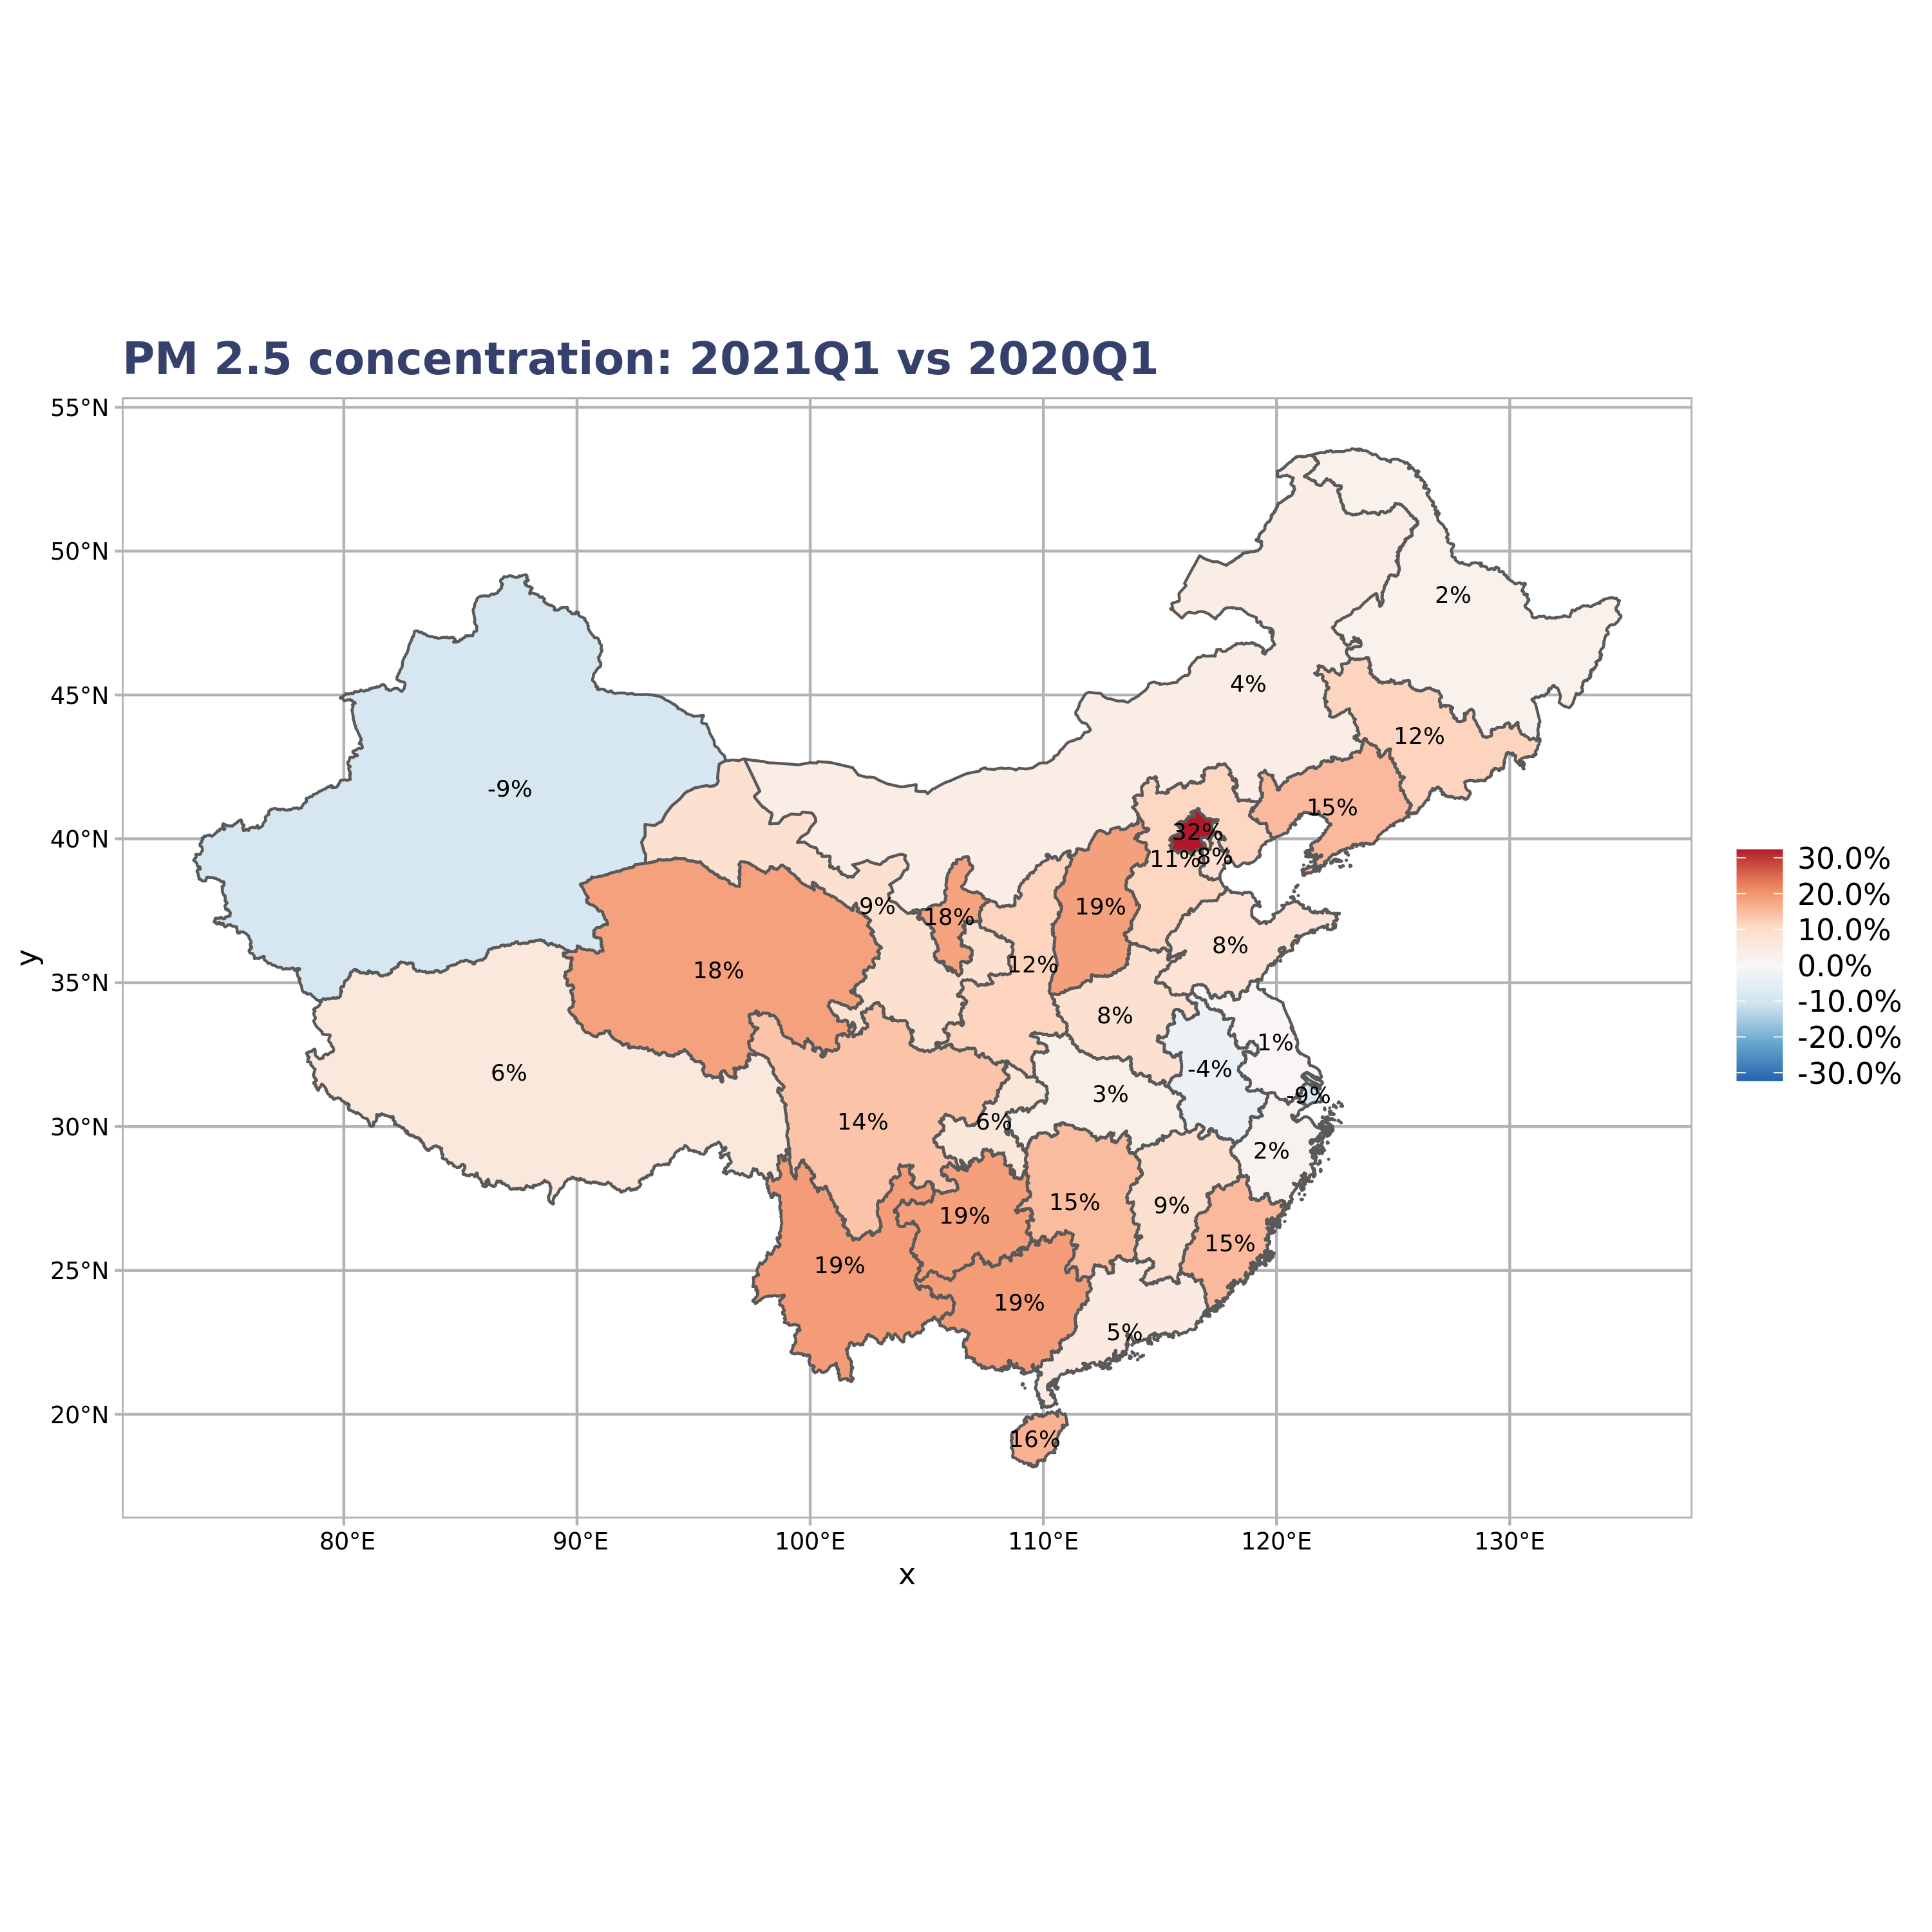 PM 2.5 concentration: 2021Q1 vs 2020Q1
55°N
50°N
45°N
40°N
35°N
30°N
25°N
20°N
y
2%
4%
12%
-9%
15%
32%
11%
8%
9%
18%
19%
8%
12%
18%
8%
1%
-4%
6%
3%
-9%
14%
6%
2%
15%
9%
19%
15%
19%
19%
5%
16%
80°E
90°E
100°E
110°E
120°E
130°E
x
30.0%
20.0%
10.0%
0.0%
-10.0%
-20.0%
-30.0%